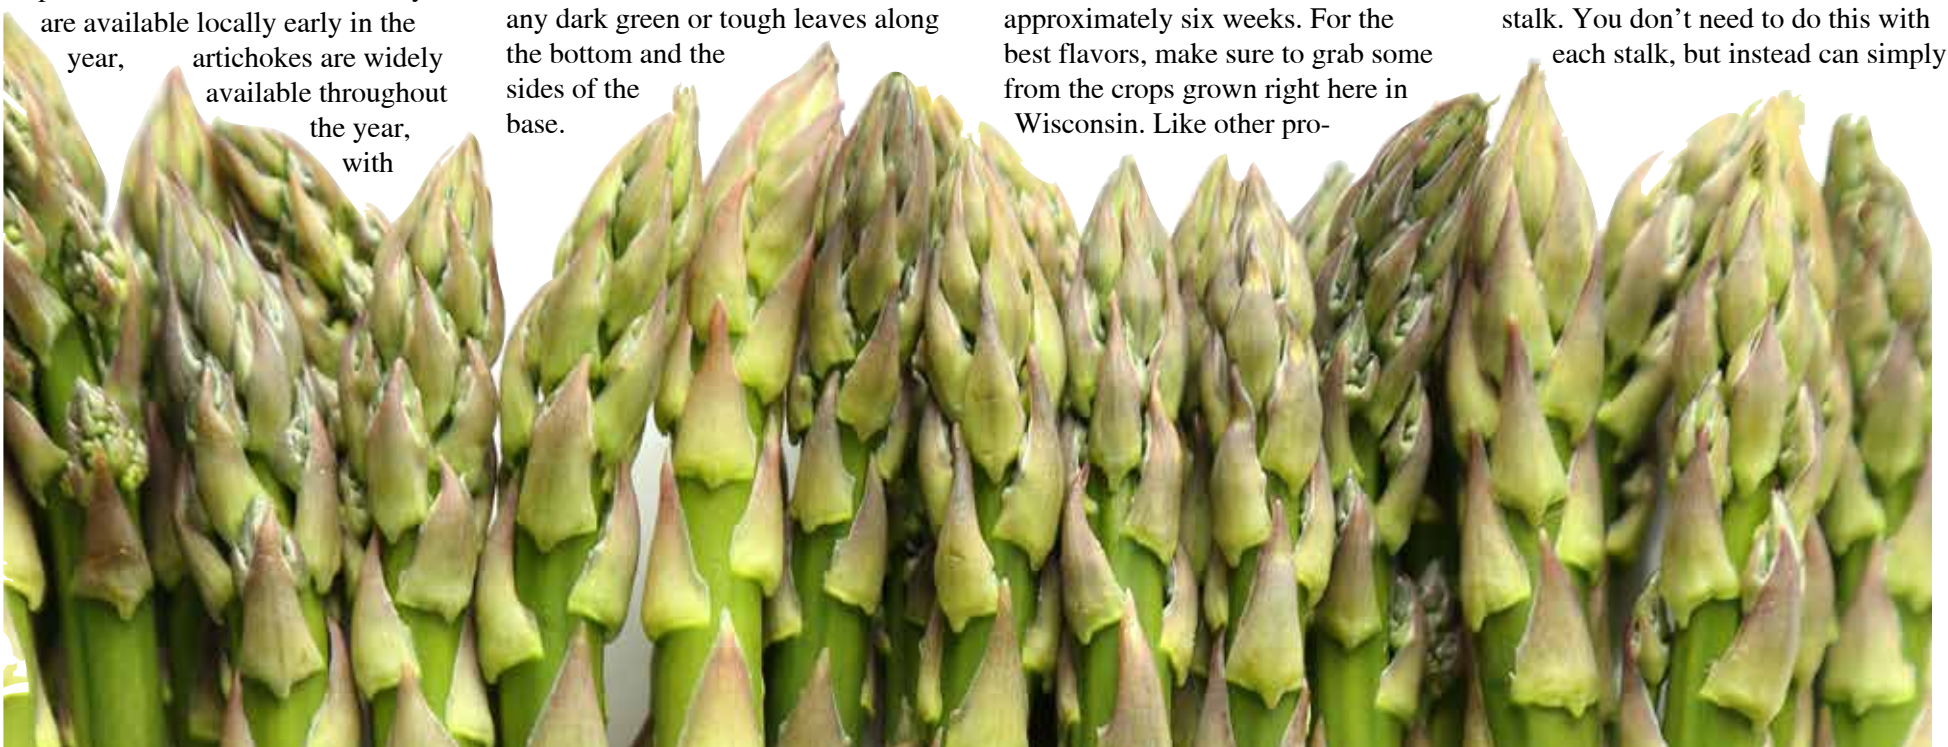 are available locally early in the
year, artichokes are widely
available throughout
the year,
with
any dark green or tough leaves along
the bottom and the
sides of the
base.
approximately six weeks. For the
best flavors, make sure to grab some
from the crops grown right here in
Wisconsin. Like other pro-
stalk. You don’t need to do this with
each stalk, but instead can simply